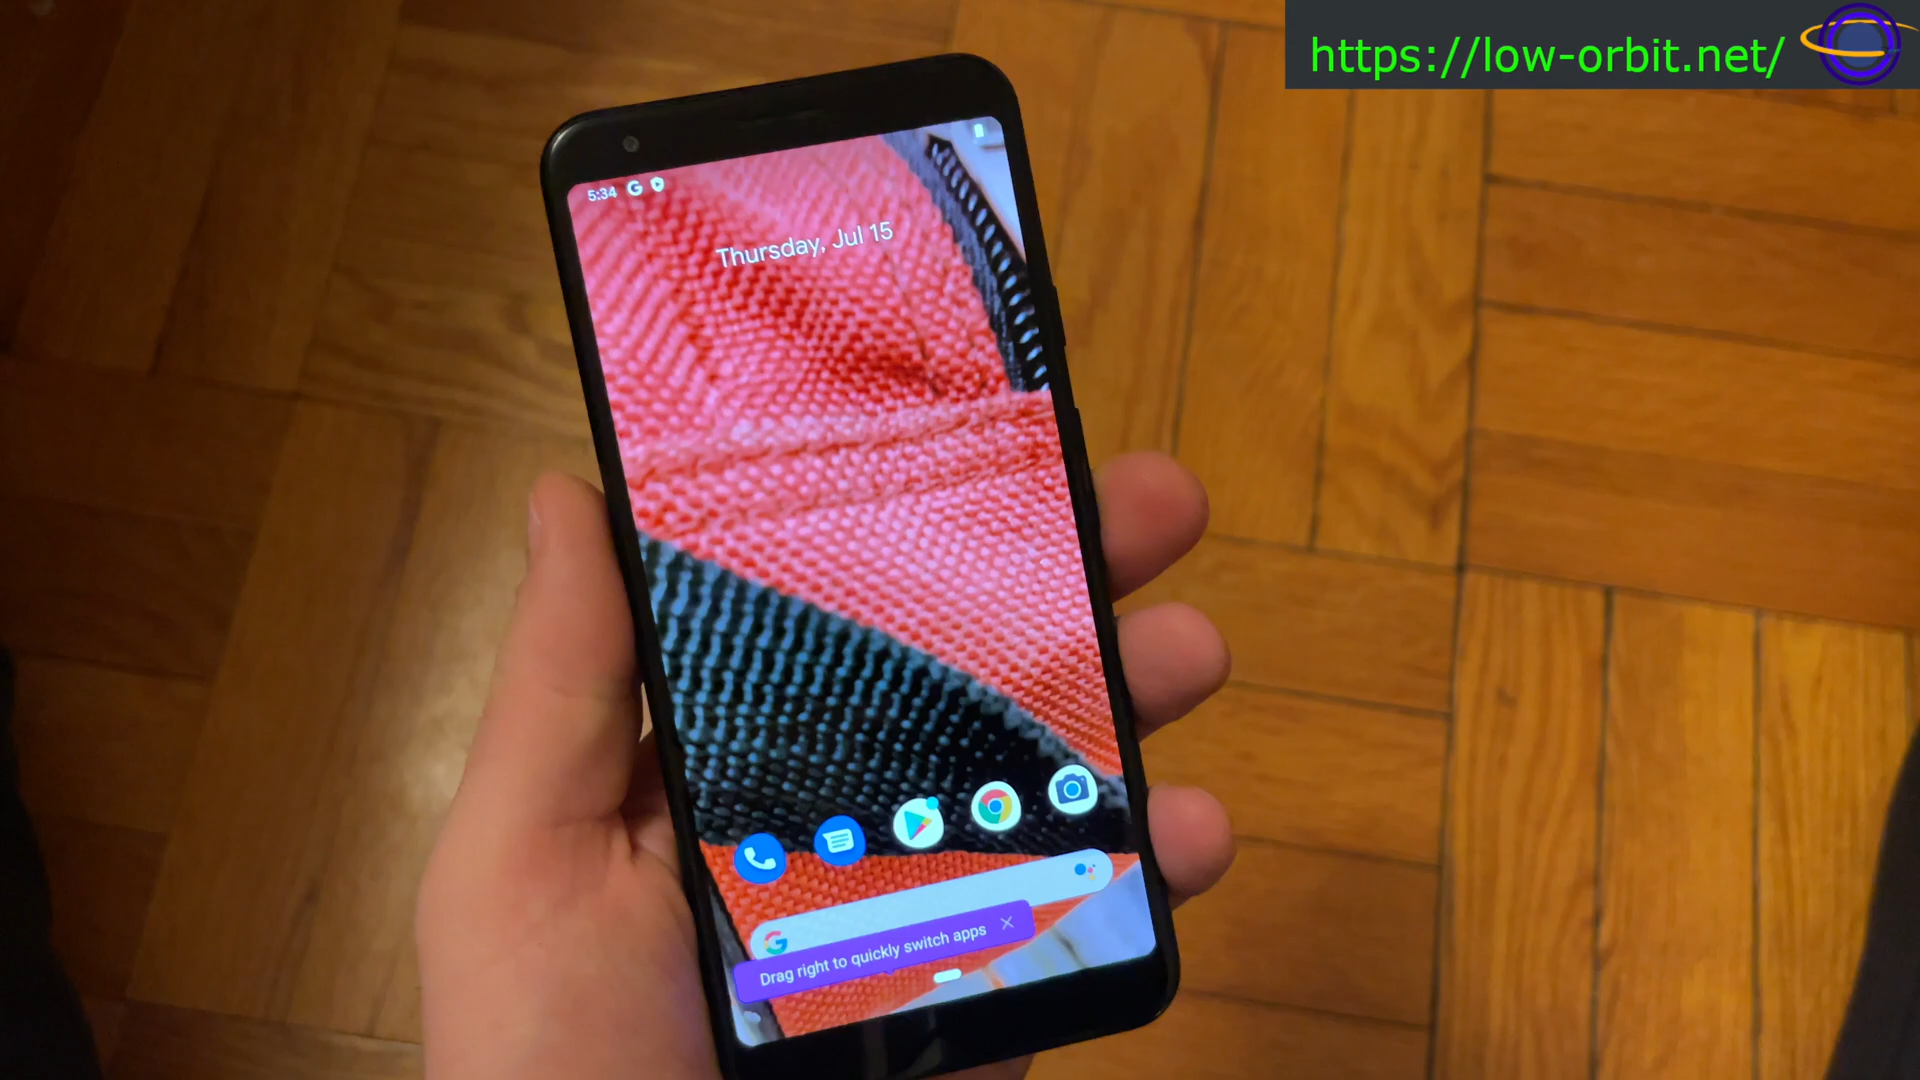 https://low-orbit.net/
5:34
Thursday, Jul 15
Drag right to quickly switch apps